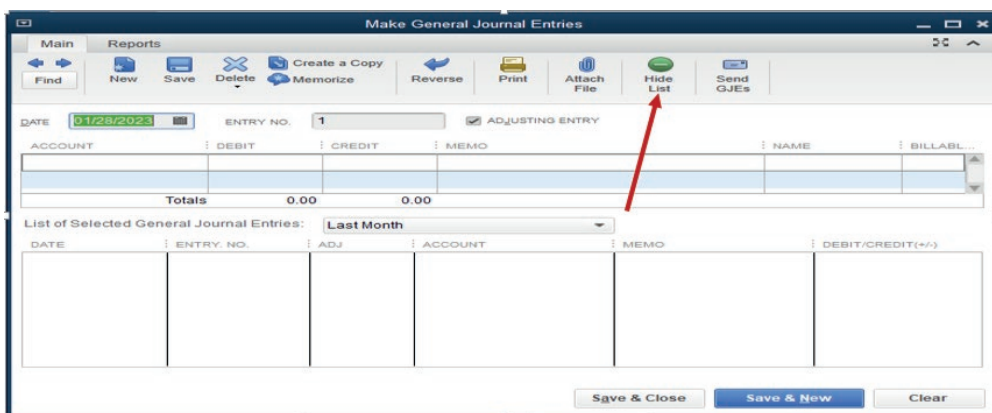 Make General Journal Entries
Main Reports
Find New Save Delete Create a Copy Memorize Reverse Print Attach File Hide List Send GJEs
DATE 01/28/2023 ENTRY NO. 1 ADJUSTING ENTRY
ACCOUNT DEBIT CREDIT MEMO NAME BILLABL...
Totals 0.00 0.00
List of Selected General Journal Entries: Last Month
DATE ENTRY. NO. ADJ ACCOUNT MEMO DEBIT/CREDIT(+/-)
Save & Close Save & New Clear